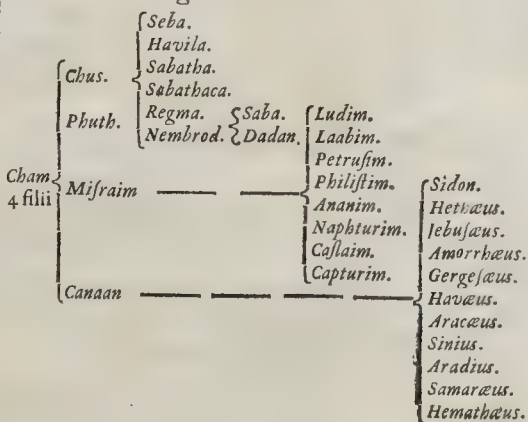 Seba.
Havila.
Chus. Sabatha.
Sabathaca.
Phuth. Regma. Saba. Ludim.
Nembrod. Dadan. Laabim.
Petruſim.
Cham Philiſtim. Sidon.
4 filii Miſraim Ananim. Hethæus.
Naphturim. Jebuſæus.
Caſlaim. Amorrhæus.
Capturim. Gergeſæus.
Canaan Havæus.
Aracæus.
Sinius.
Aradius.
Samaræus.
Hemathæus.